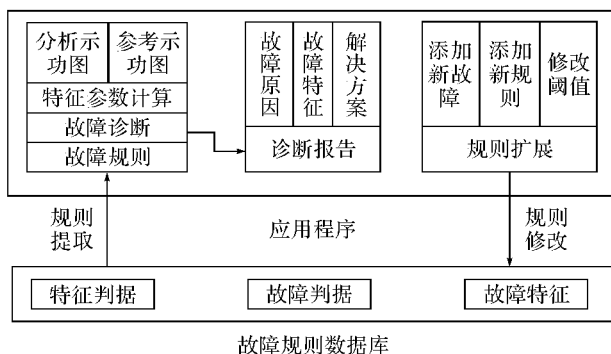 分析示功图
参考示功图
特征参数计算
故障诊断
故障规则
故障原因
故障特征
解决方案
诊断报告
添加新故障
添加新规则
修改阈值
规则扩展
规则提取
应用程序
规则修改
特征判据
故障判据
故障特征
故障规则数据库